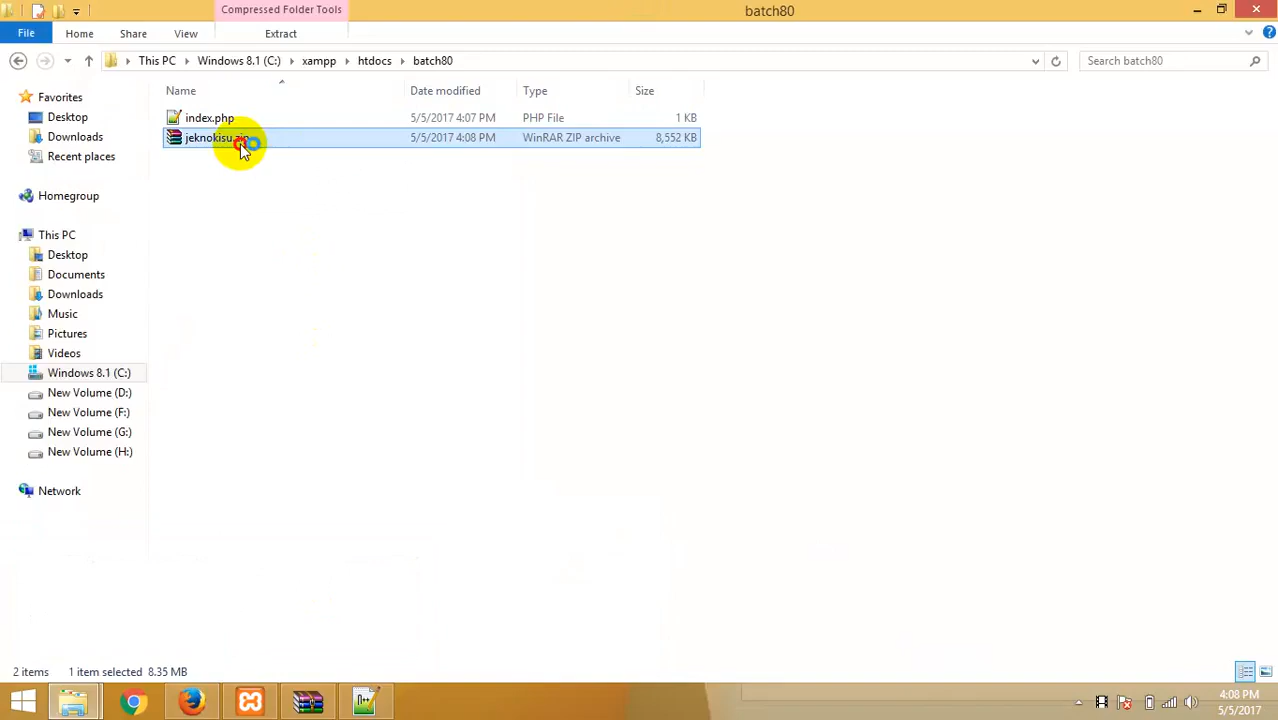 Compressed Folder Tools
batch80
File
Home
Share
View
Extract
This PC
Windows 8.1 (C:)
xampp
htdocs
batch80
Search batch80
Name
Date modified
Type
Size
index.php
5/5/2017 4:07 PM
PHP File
1 KB
jeknokisu.zip
5/5/2017 4:08 PM
WinRAR ZIP archive
8,552 KB
Favorites
Desktop
Downloads
Recent places
Homegroup
This PC
Desktop
Documents
Downloads
Music
Pictures
Videos
Windows 8.1 (C:)
New Volume (D:)
New Volume (F:)
New Volume (G:)
New Volume (H:)
Network
2 items
1 item selected 8.35 MB
4:08 PM
5/5/2017